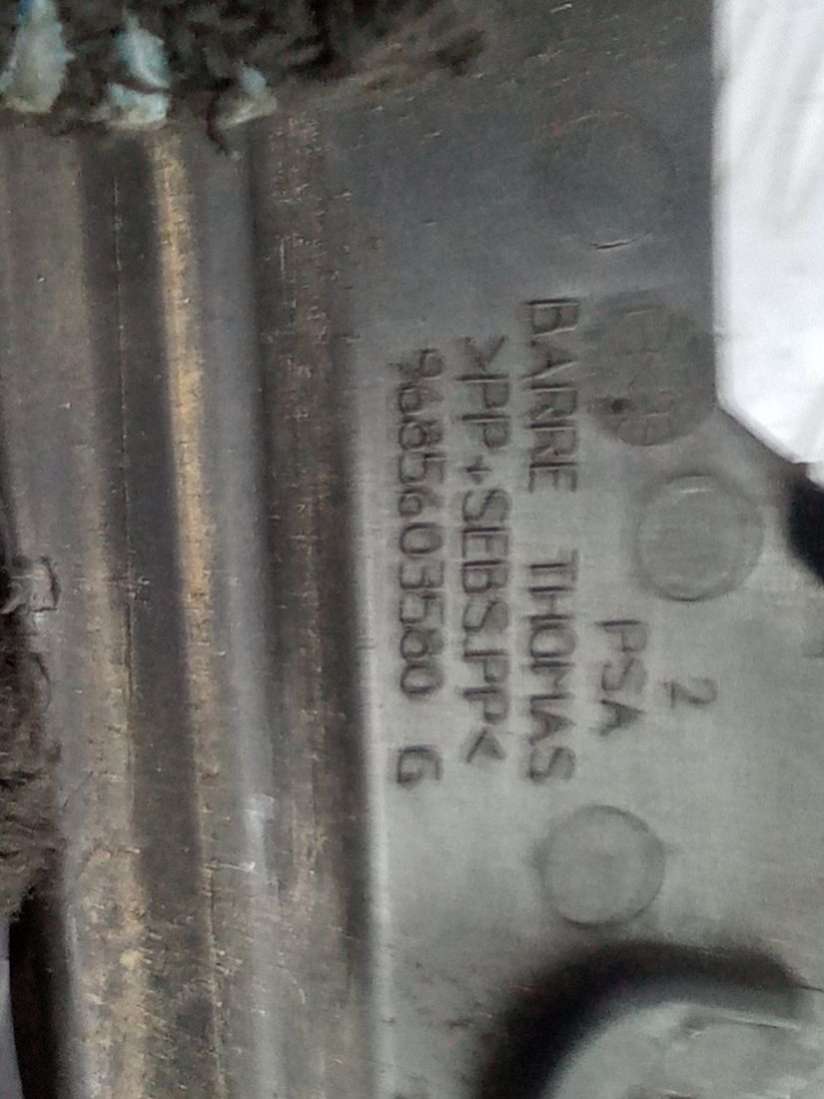 2
PSA
BARRE THOMAS
>PP+SEBS.PP<
9685603580 G